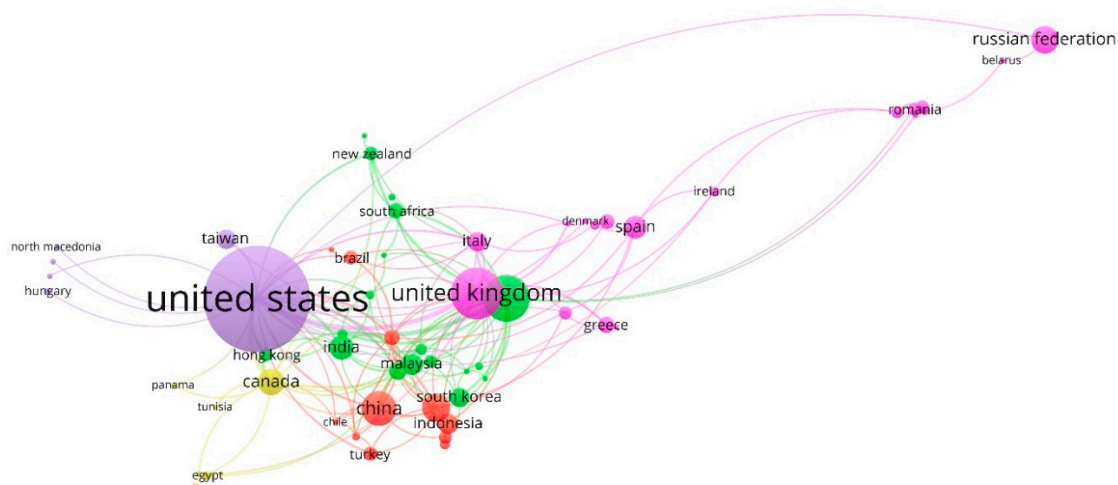 russian federation
belarus
romania
new zealand
ireland
south africa
denmark
spain
taiwan
italy
north macedonia
brazil
hungary
united states
united kingdom
greece
india
hong kong
malaysia
canada
panama
south korea
tunisia
china
chile
indonesia
turkey
egypt